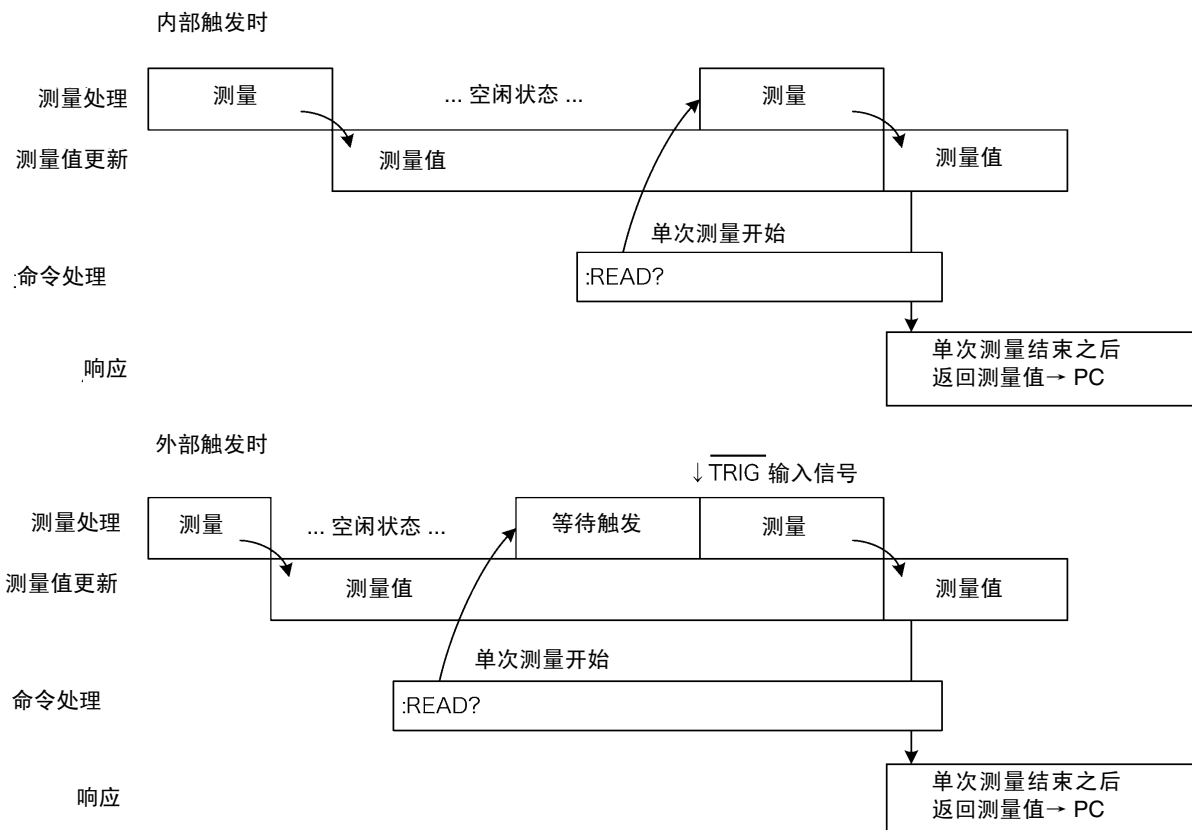 内部触发时
测量处理 测量 ... 空闲状态 ... 测量
测量值更新 测量值 测量值
单次测量开始
:命令处理 :READ?
响应 单次测量结束之后
返回测量值→ PC
外部触发时
↓TRIG 输入信号
测量处理 测量 ... 空闲状态 ... 等待触发 测量
测量值更新 测量值 测量值
单次测量开始
命令处理 :READ?
响应 单次测量结束之后
返回测量值→ PC